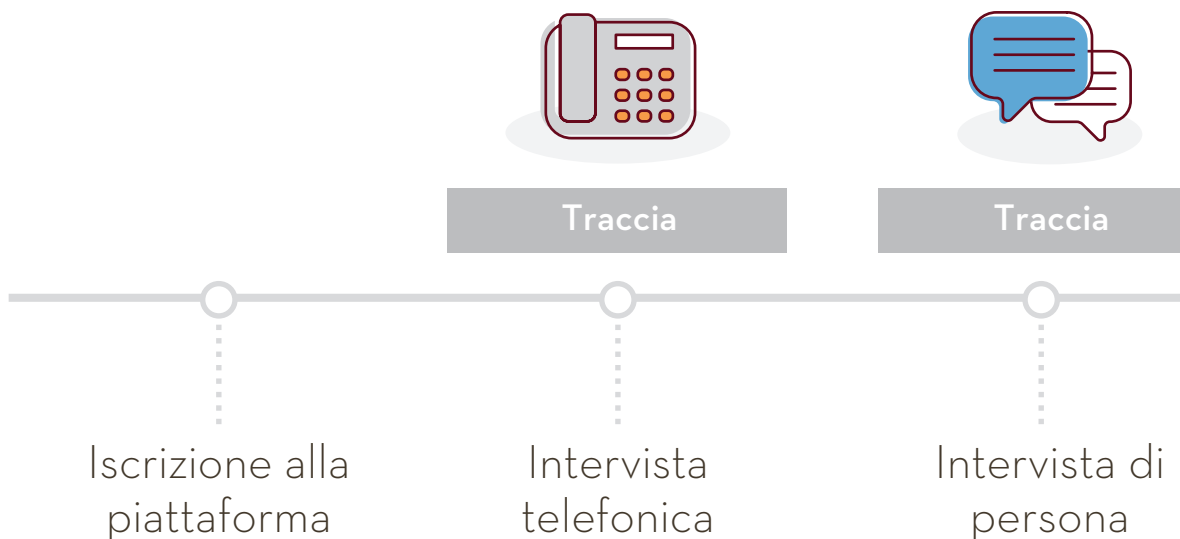 Traccia
Traccia
Iscrizione alla
piattaforma
Intervista
telefonica
Intervista di
persona